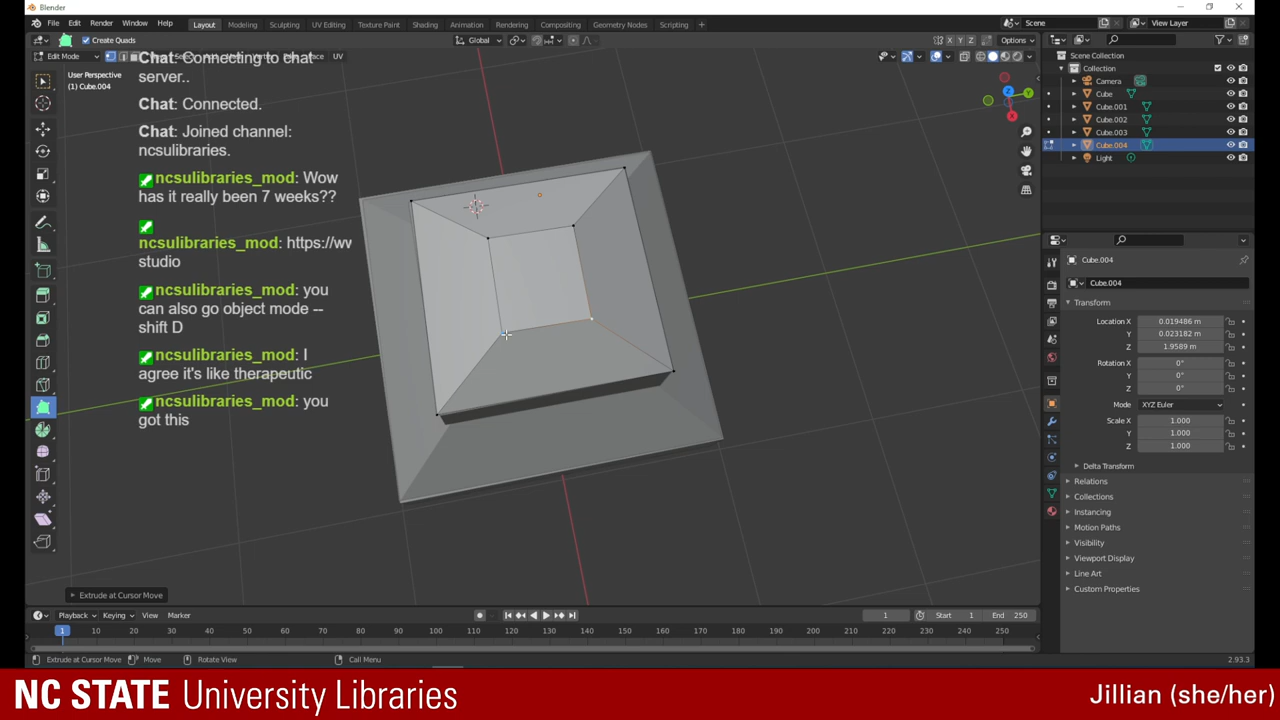 Blender
File Edit Render Window Help
Layout Modeling Sculpting UV Editing Texture Paint Shading Animation Rendering Compositing Geometry Nodes Scripting +
Scene
View Layer
Create Quads
Global
X Y Z
Options
Edit Mode
UV
User Perspective
(1) Cube.004
Chat: Connecting to chat
server..
Chat: Connected.
Chat: Joined channel:
ncsulibraries.
ncsulibraries_mod: Wow
has it really been 7 weeks??
ncsulibraries_mod: https://wv
studio
ncsulibraries_mod: you
can also go object mode --
shift D
ncsulibraries_mod: I
agree it's like therapeutic
ncsulibraries_mod: you
got this
Y
Z
X
Scene Collection
Collection
Camera
Cube
Cube.001
Cube.002
Cube.003
Cube.004
Light
Cube.004
Cube.004
Transform
Location X 0.019486 m
Y 0.023182 m
Z 1.9589 m
Rotation X 0°
Y 0°
Z 0°
Mode XYZ Euler
Scale X 1.000
Y 1.000
Z 1.000
Delta Transform
Relations
Collections
Instancing
Motion Paths
Visibility
Viewport Display
Line Art
Custom Properties
Extrude at Cursor Move
Playback Keying View Marker
1 Start 1 End 250
1 10 20 30 40 50 60 70 80 90 100 110 120 130 140 150 160 170 180 190 200 210 220 230 240 250
Extrude at Cursor Move Move Rotate View Call Menu
2.93.3
NC STATE University Libraries
Jillian (she/her)